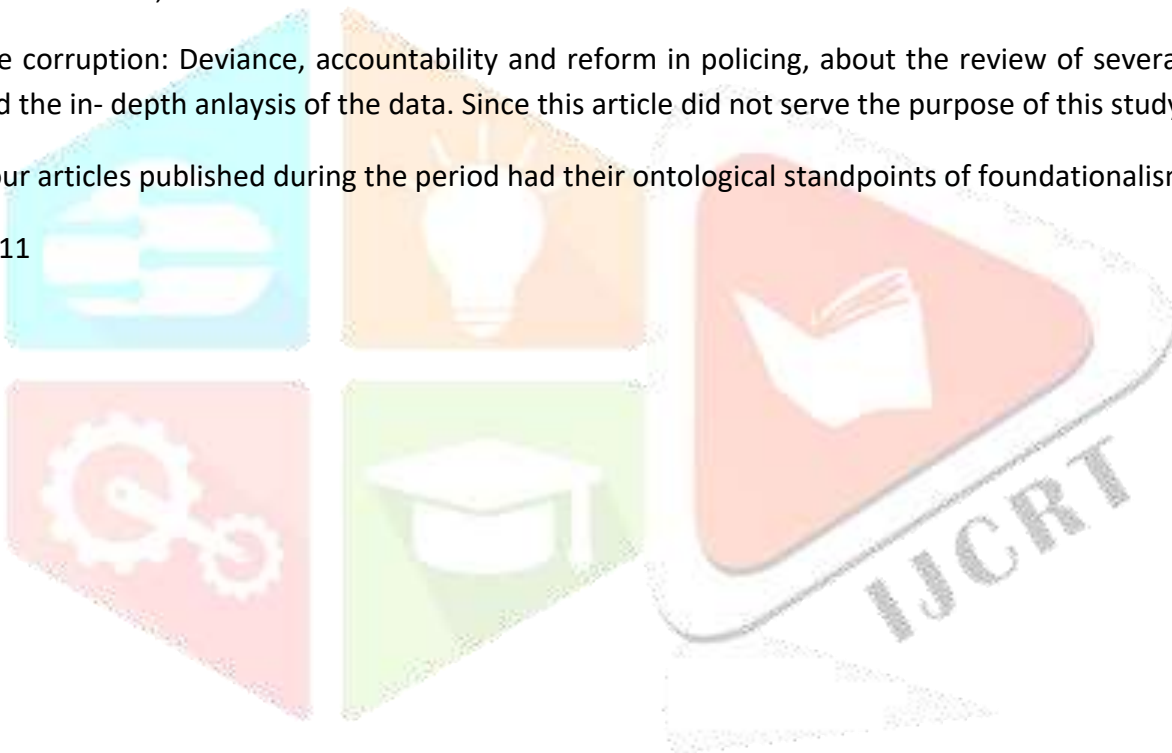 e corruption: Deviance, accountability and reform in policing, about the review of severa
d the in- depth anlaysis of the data. Since this article did not serve the purpose of this study
our articles published during the period had their ontological standpoints of foundationalism
11
IJCRT